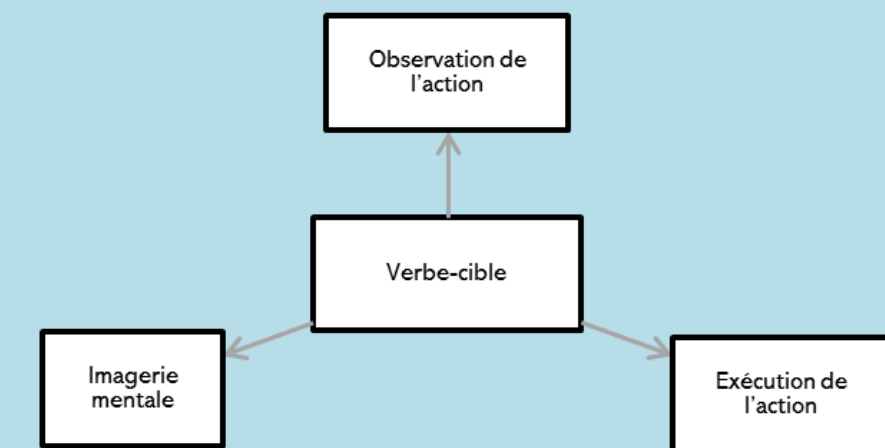 Observation de
l'action
Verbe-cible
Imagerie
mentale
Exécution de
l'action